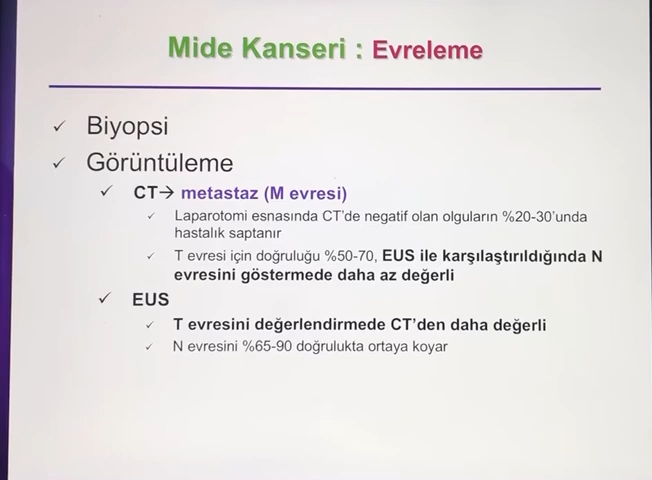 Mide Kanseri : Evreleme
✓ Biyopsi
✓ Görüntüleme
✓ CT→ metastaz (M evresi)
✓ Laparotomi esnasında CT'de negatif olan olguların %20-30'unda
hastalık saptanır
✓ T evresi için doğruluğu %50-70, EUS ile karşılaştırıldığında N
evresini göstermede daha az değerli
✓ EUS
✓ T evresini değerlendirmede CT'den daha değerli
✓ N evresini %65-90 doğrulukta ortaya koyar